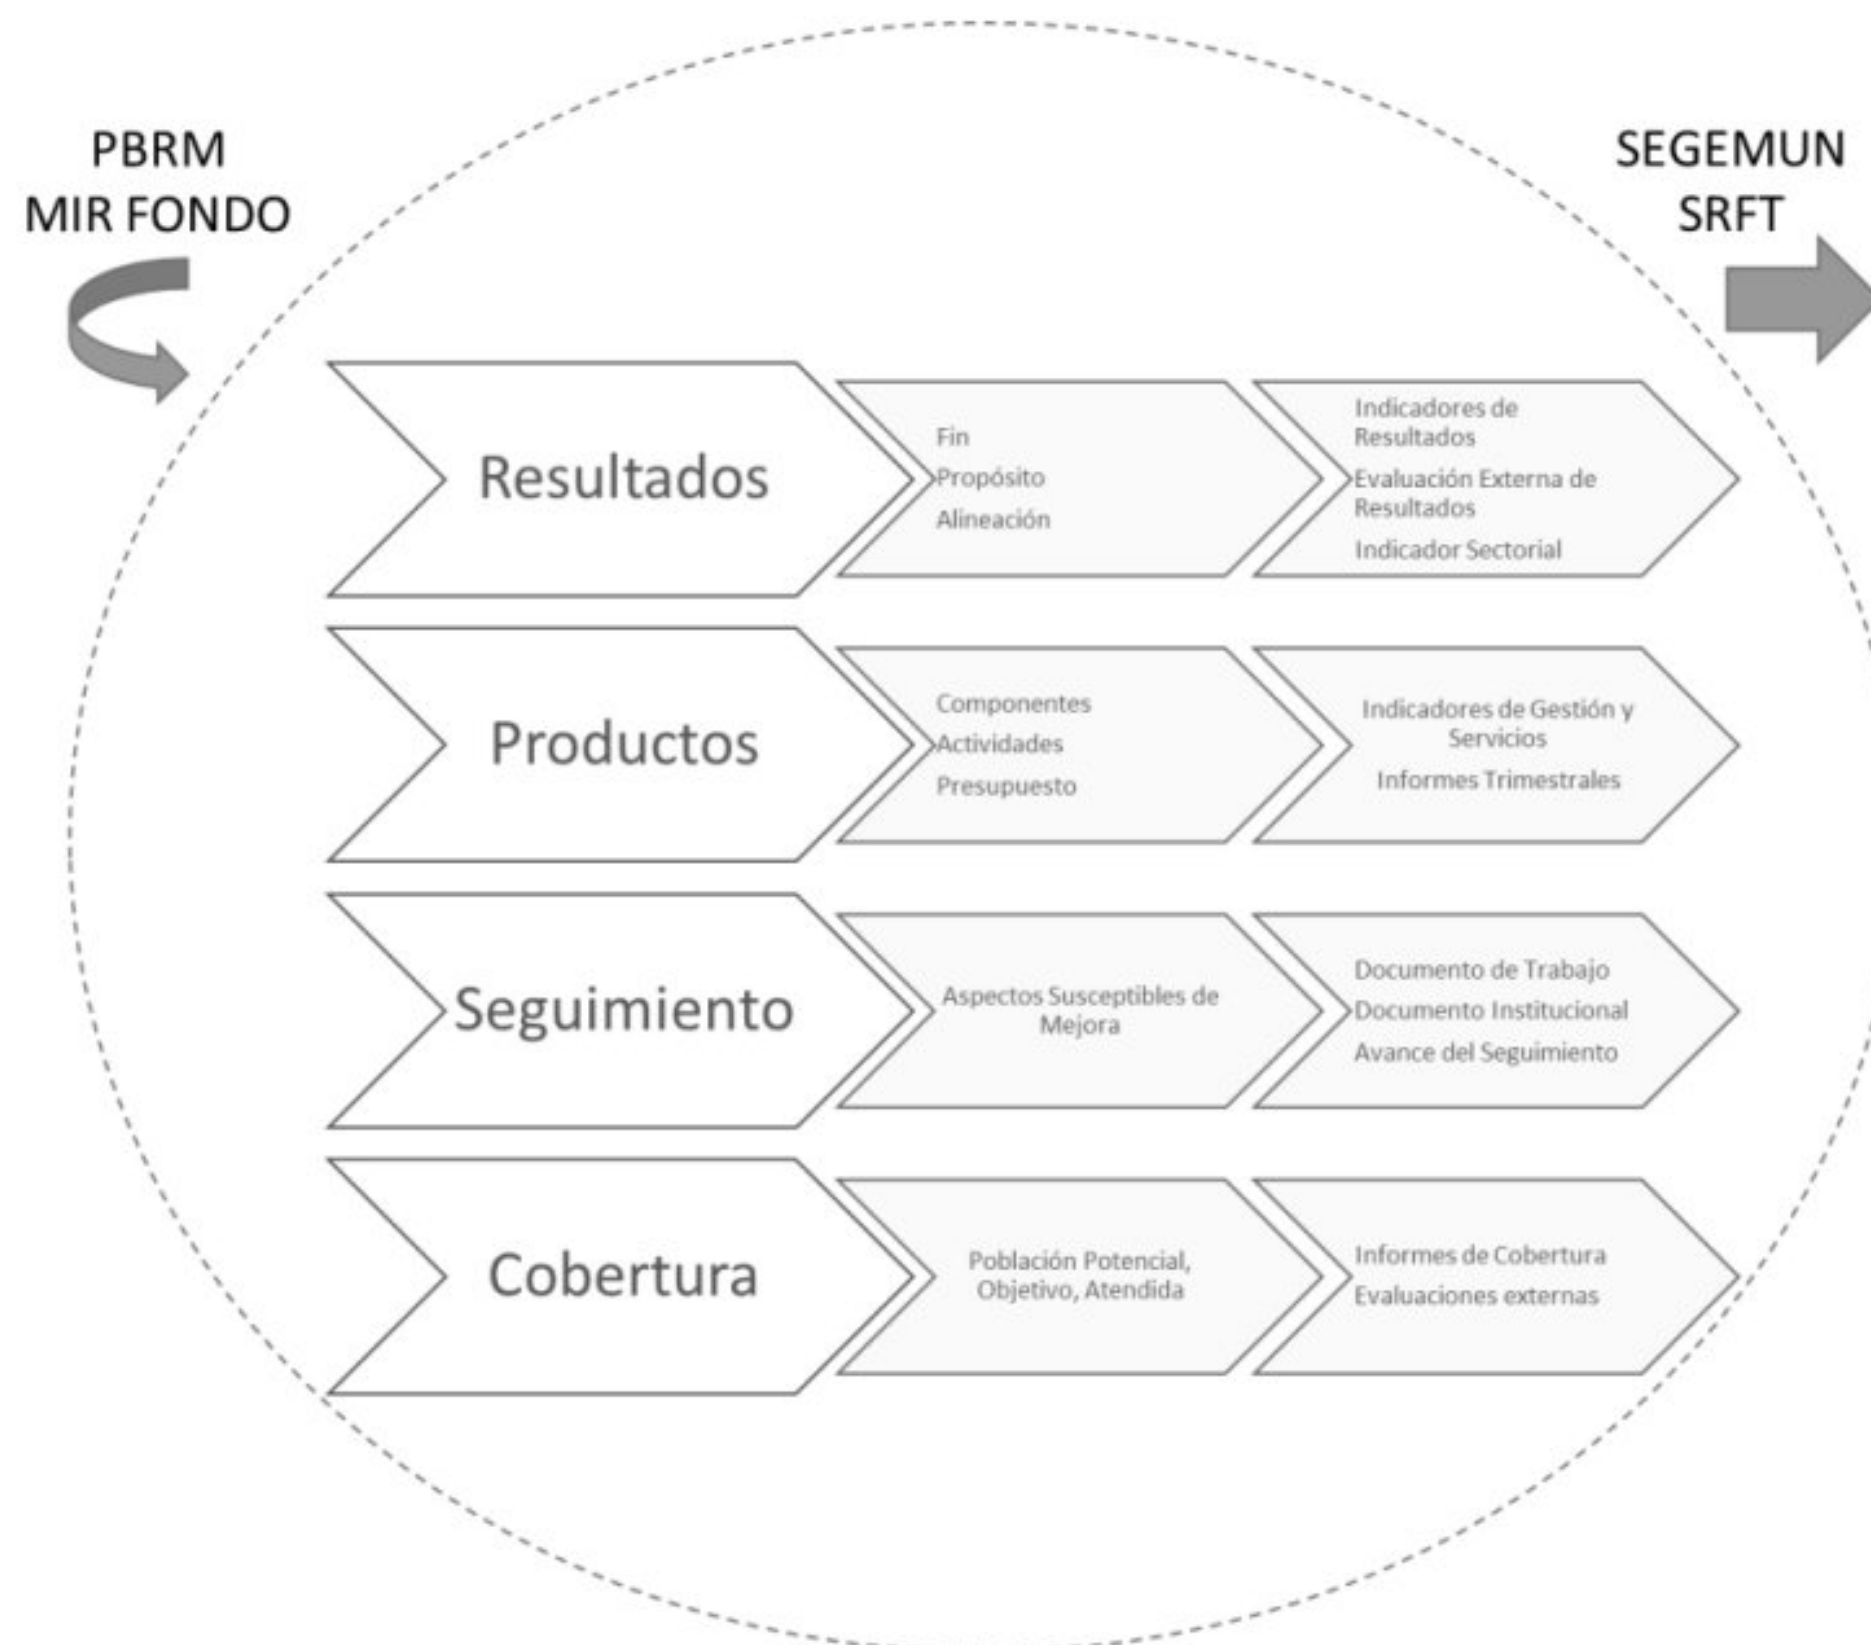 PBRM
MIR FONDO
SEGEMUN
SRFT
Resultados
Fin
Propósito
Alineación
Indicadores de
Resultados
Evaluación Externa de
Resultados
Indicador Sectorial
Productos
Componentes
Actividades
Presupuesto
Indicadores de Gestión y
Servicios
Informes Trimestrales
Seguimiento
Aspectos Susceptibles de
Mejora
Documento de Trabajo
Documento Institucional
Avance del Seguimiento
Cobertura
Población Potencial,
Objetivo, Atendida
Informes de Cobertura
Evaluaciones externas